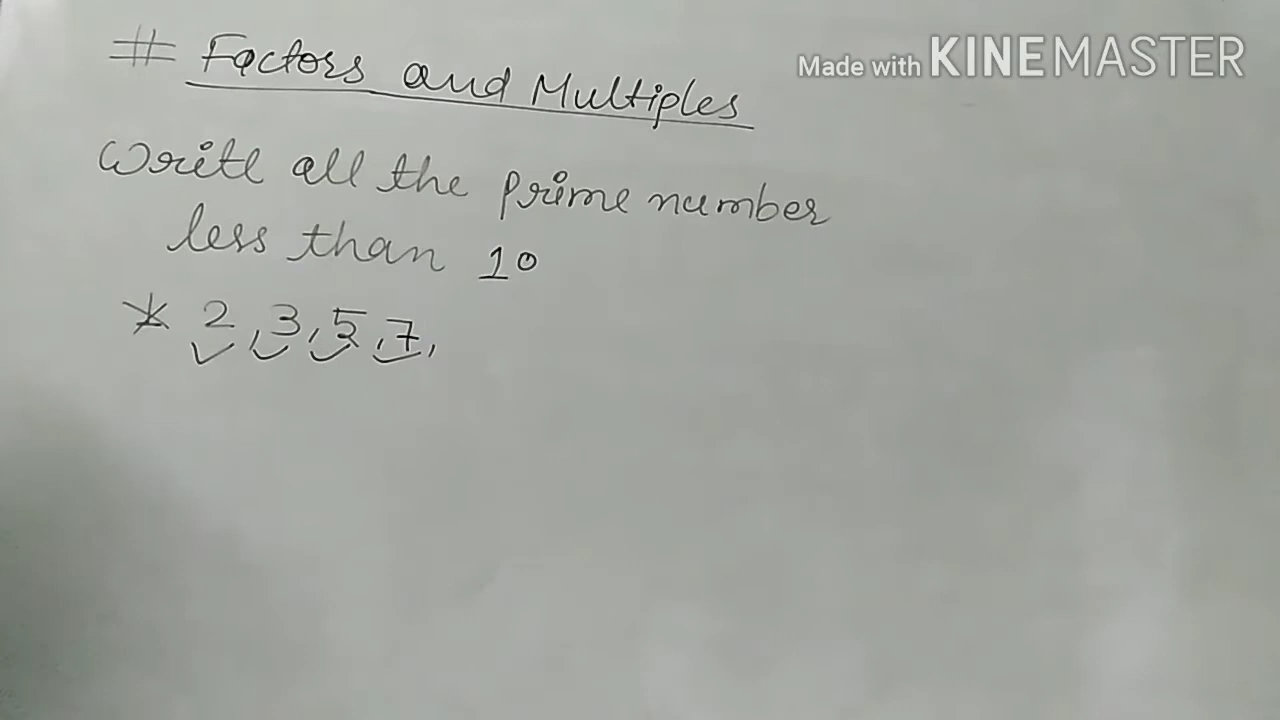 # Factors and Multiples
Made with KINEMASTER
Write all the prime number
less than 10
* 2, 3, 5, 7,